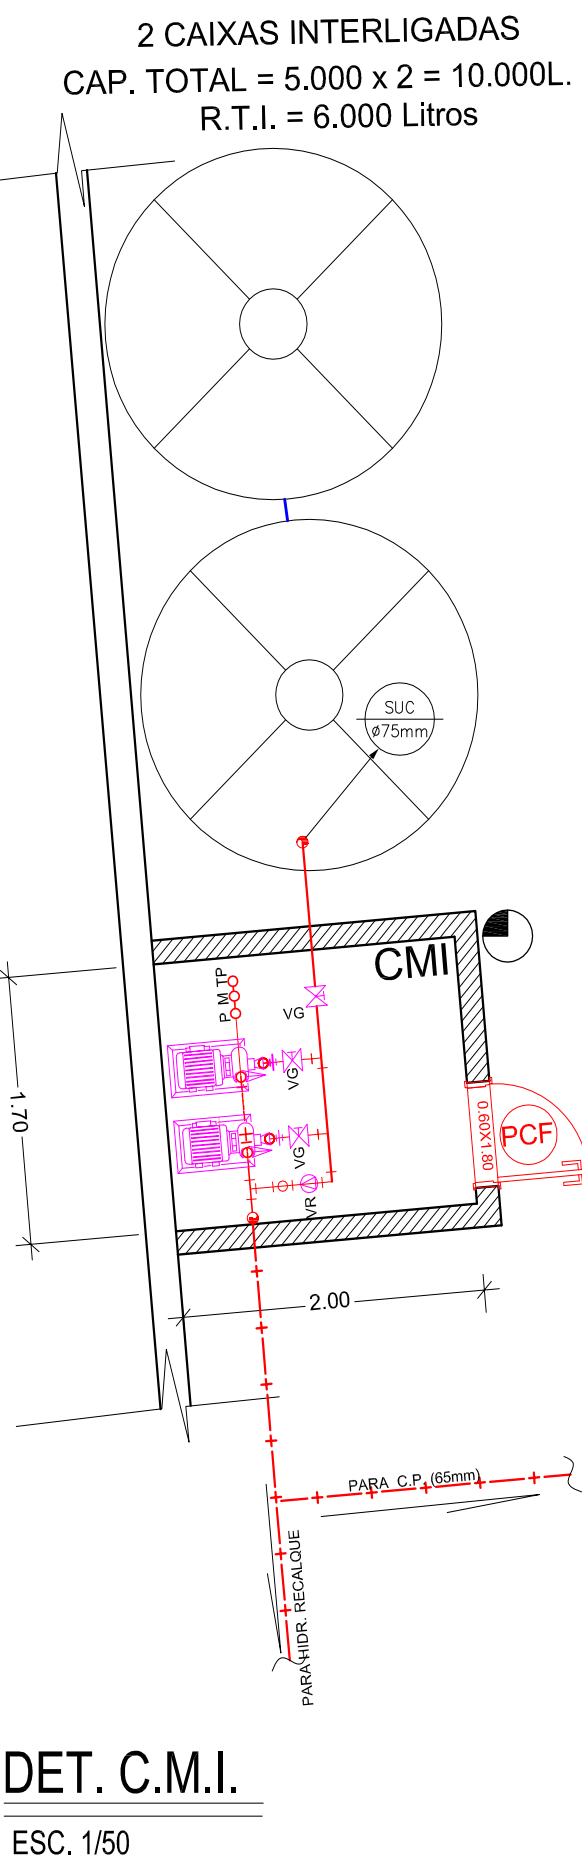 2 CAIXAS INTERLIGADAS
CAP. TOTAL = 5.000 x 2 = 10.000L.
R.T.I. = 6.000 Litros
SUC
ø75mm
CMI
P M TP
VG
VG
VG
VR
1.70
0.60X1.80
PCF
2.00
PARA C.P. (65mm)
PARA HIDR. RECALQUE
DET. C.M.I.
ESC. 1/50